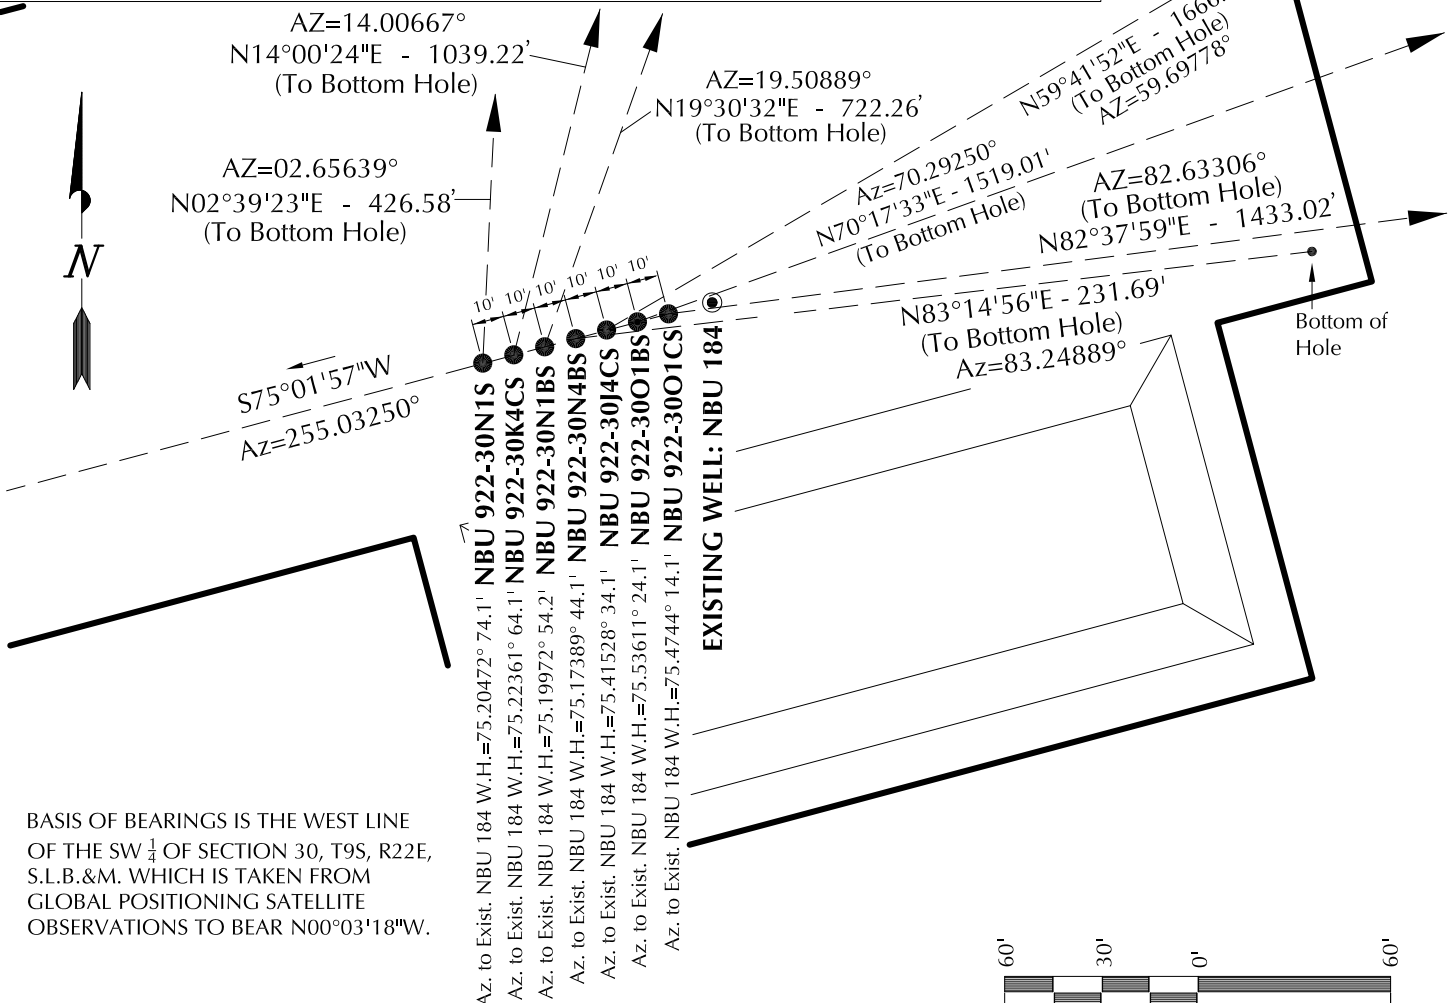 AZ=14.00667°
N14°00'24"E - 1039.22'
(To Bottom Hole)
AZ=19.50889°
N19°30'32"E - 722.26'
(To Bottom Hole)
N59°41'52"E -
(To Bottom Hole)
AZ=59.69778°
AZ=02.65639°
N02°39'23"E - 426.58'
(To Bottom Hole)
Az=70.29250°
N70°17'33"E - 1519.01'
(To Bottom Hole)
AZ=82.63306°
(To Bottom Hole)
N82°37'59"E - 1433.02'
N
10'
10'
10'
10'
10'
10'
N83°14'56"E - 231.69'
(To Bottom Hole)
Az=83.24889°
Bottom of
Hole
S75°01'57"W
Az=255.03250°
Az. to Exist. NBU 184 W.H.=75.20472° 74.1' NBU 922-30N1S
Az. to Exist. NBU 184 W.H.=75.22361° 64.1' NBU 922-30K4CS
Az. to Exist. NBU 184 W.H.=75.19972° 54.2' NBU 922-30N1BS
Az. to Exist. NBU 184 W.H.=75.17389° 44.1' NBU 922-30N4BS
Az. to Exist. NBU 184 W.H.=75.41528° 34.1' NBU 922-30J4CS
Az. to Exist. NBU 184 W.H.=75.53611° 24.1' NBU 922-30O1BS
Az. to Exist. NBU 184 W.H.=75.4744° 14.1' NBU 922-30O1CS
EXISTING WELL: NBU 184
BASIS OF BEARINGS IS THE WEST LINE
OF THE SW 1/4 OF SECTION 30, T9S, R22E,
S.L.B.&M. WHICH IS TAKEN FROM
GLOBAL POSITIONING SATELLITE
OBSERVATIONS TO BEAR N00°03'18"W.
60'
30'
0'
60'